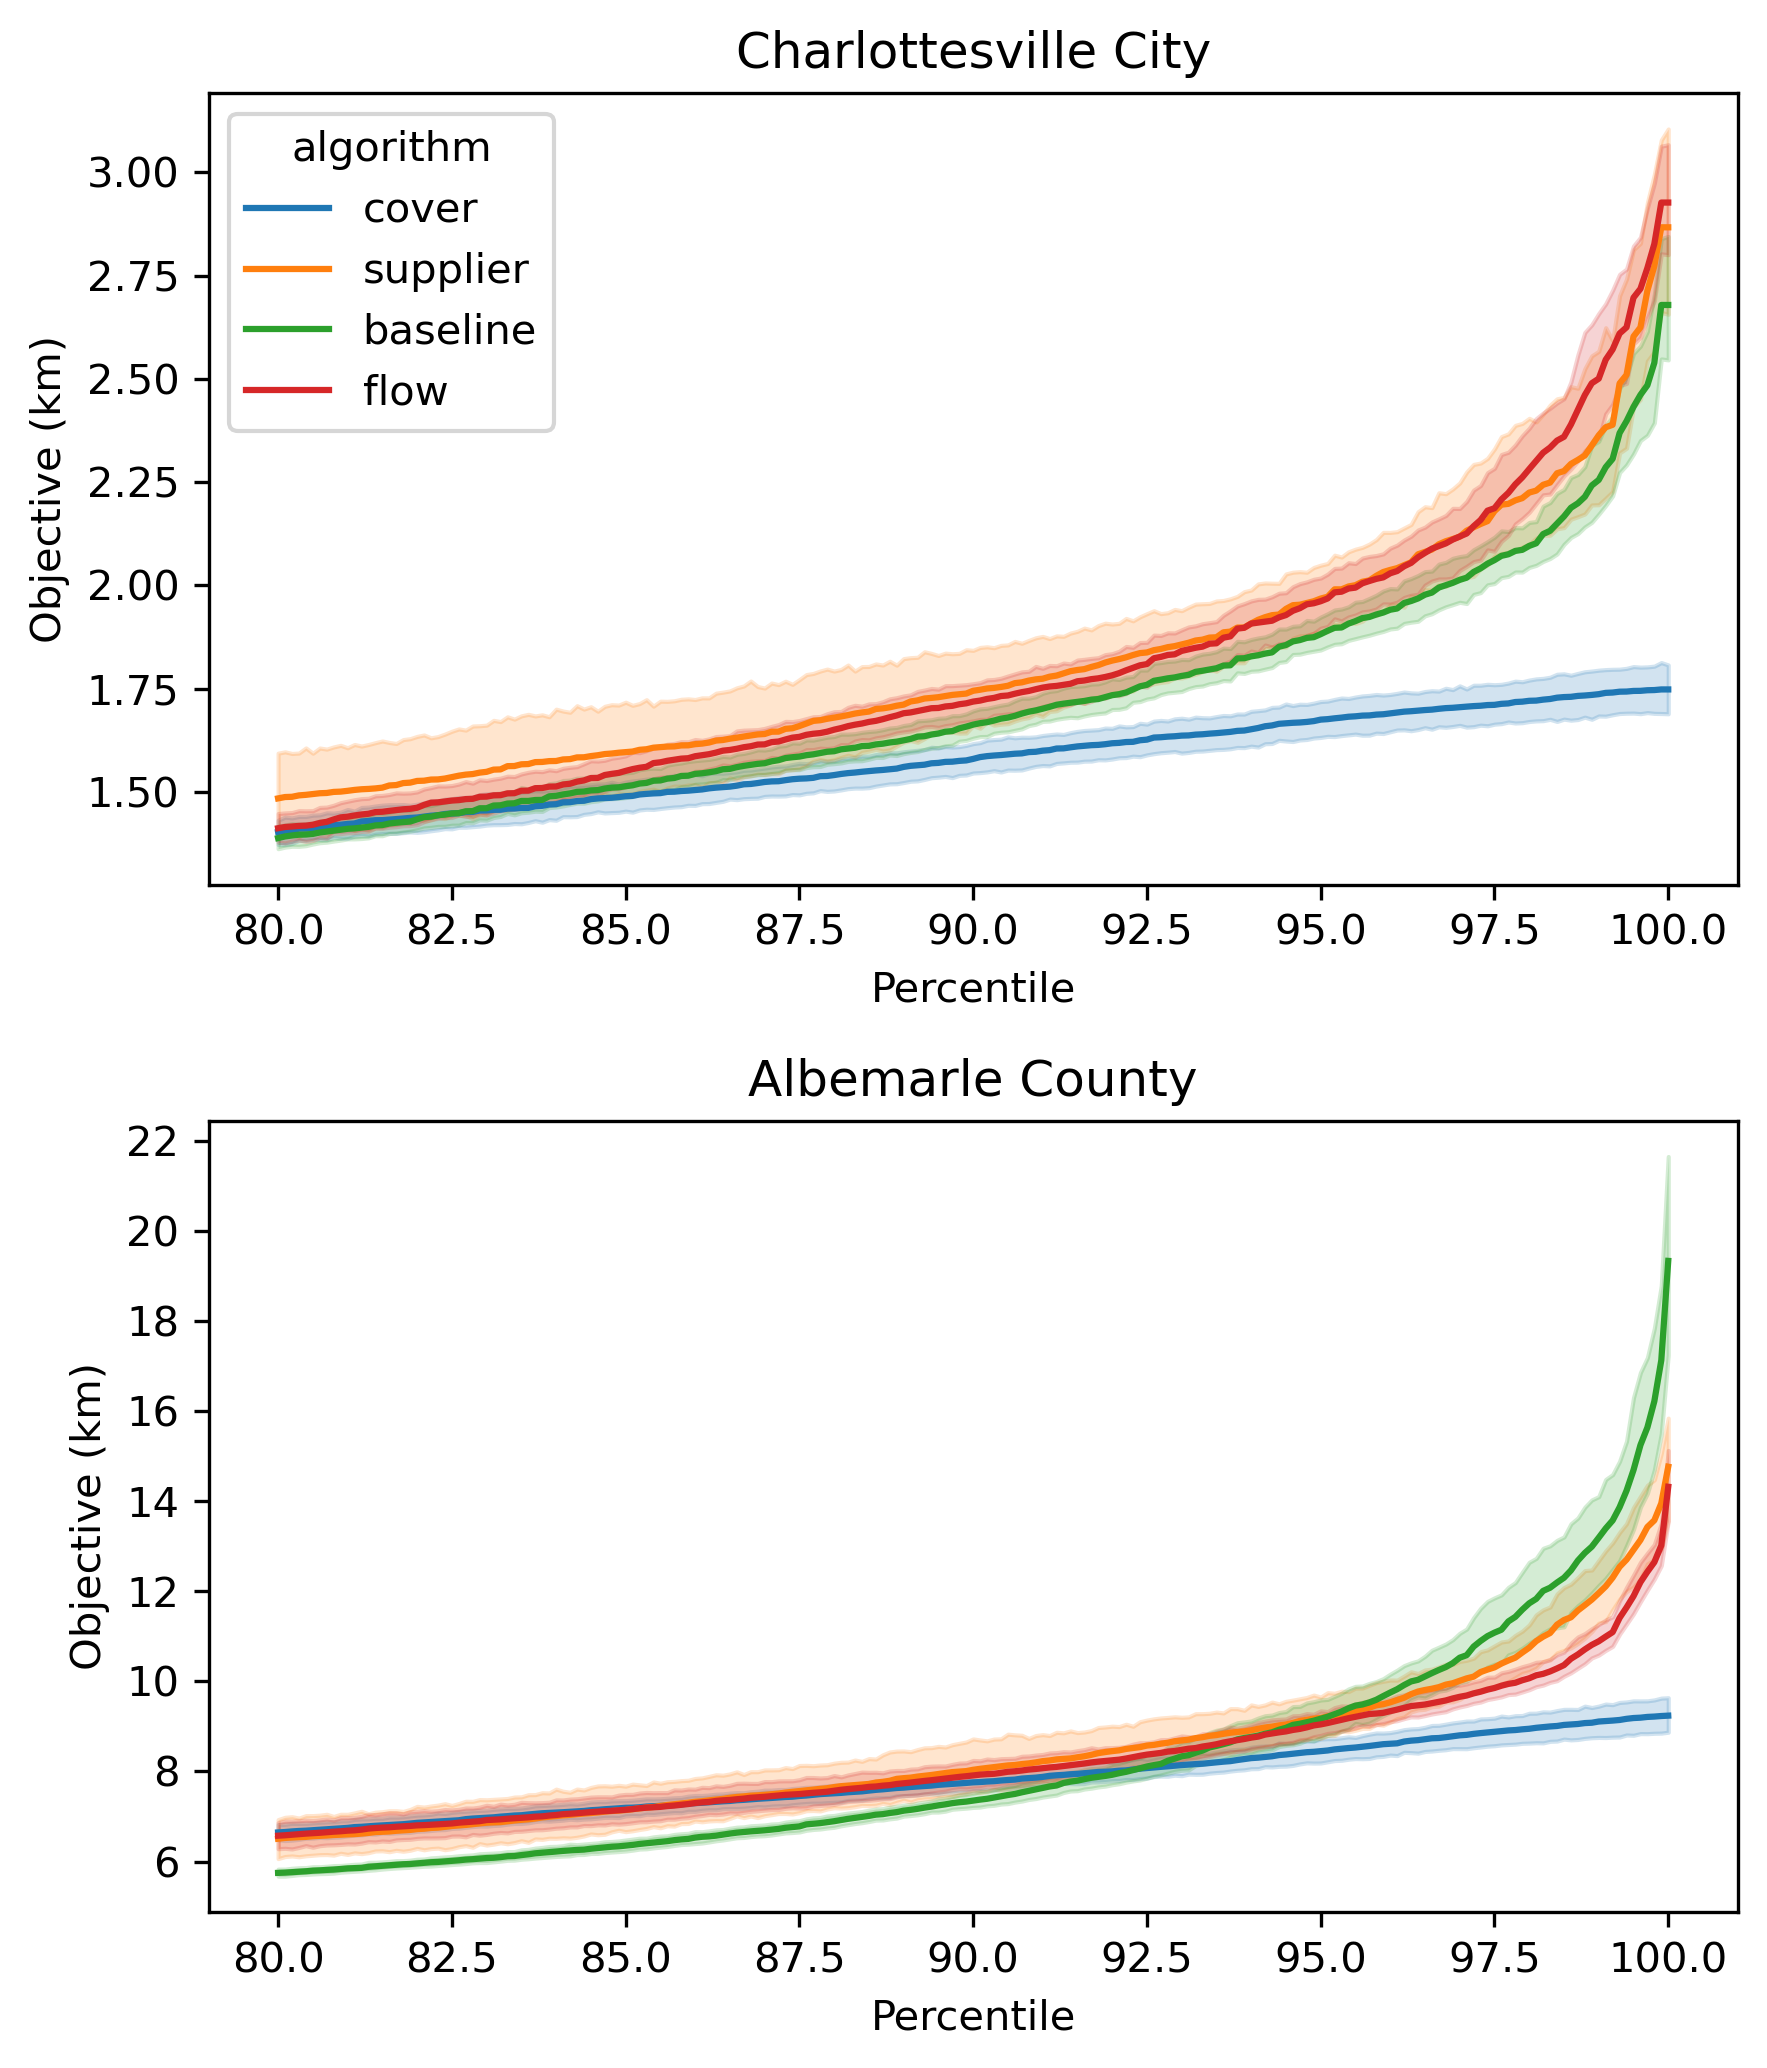 Charlottesville City
algorithm
cover
supplier
baseline
flow
3.00
2.75
2.50
2.25
2.00
1.75
1.50
Objective (km)
80.0 82.5 85.0 87.5 90.0 92.5 95.0 97.5 100.0
Percentile
Albemarle County
22
20
18
16
14
12
10
8
6
Objective (km)
80.0 82.5 85.0 87.5 90.0 92.5 95.0 97.5 100.0
Percentile